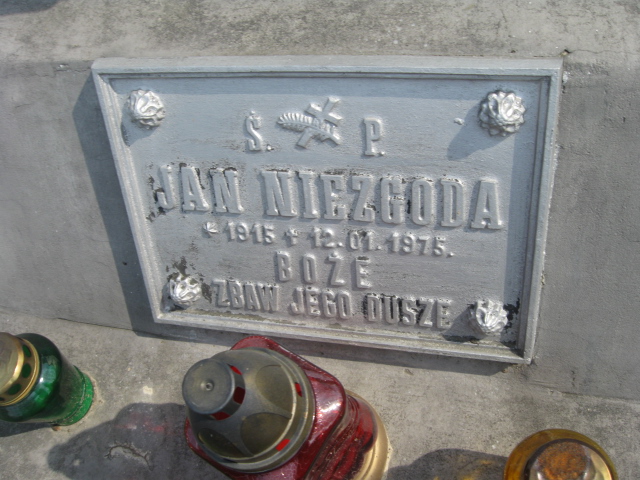 Ś. P.
JAN NIEZGODA
* 1915 + 12.01.1975.
BOŻE
ZBAW JEGO DUSZE